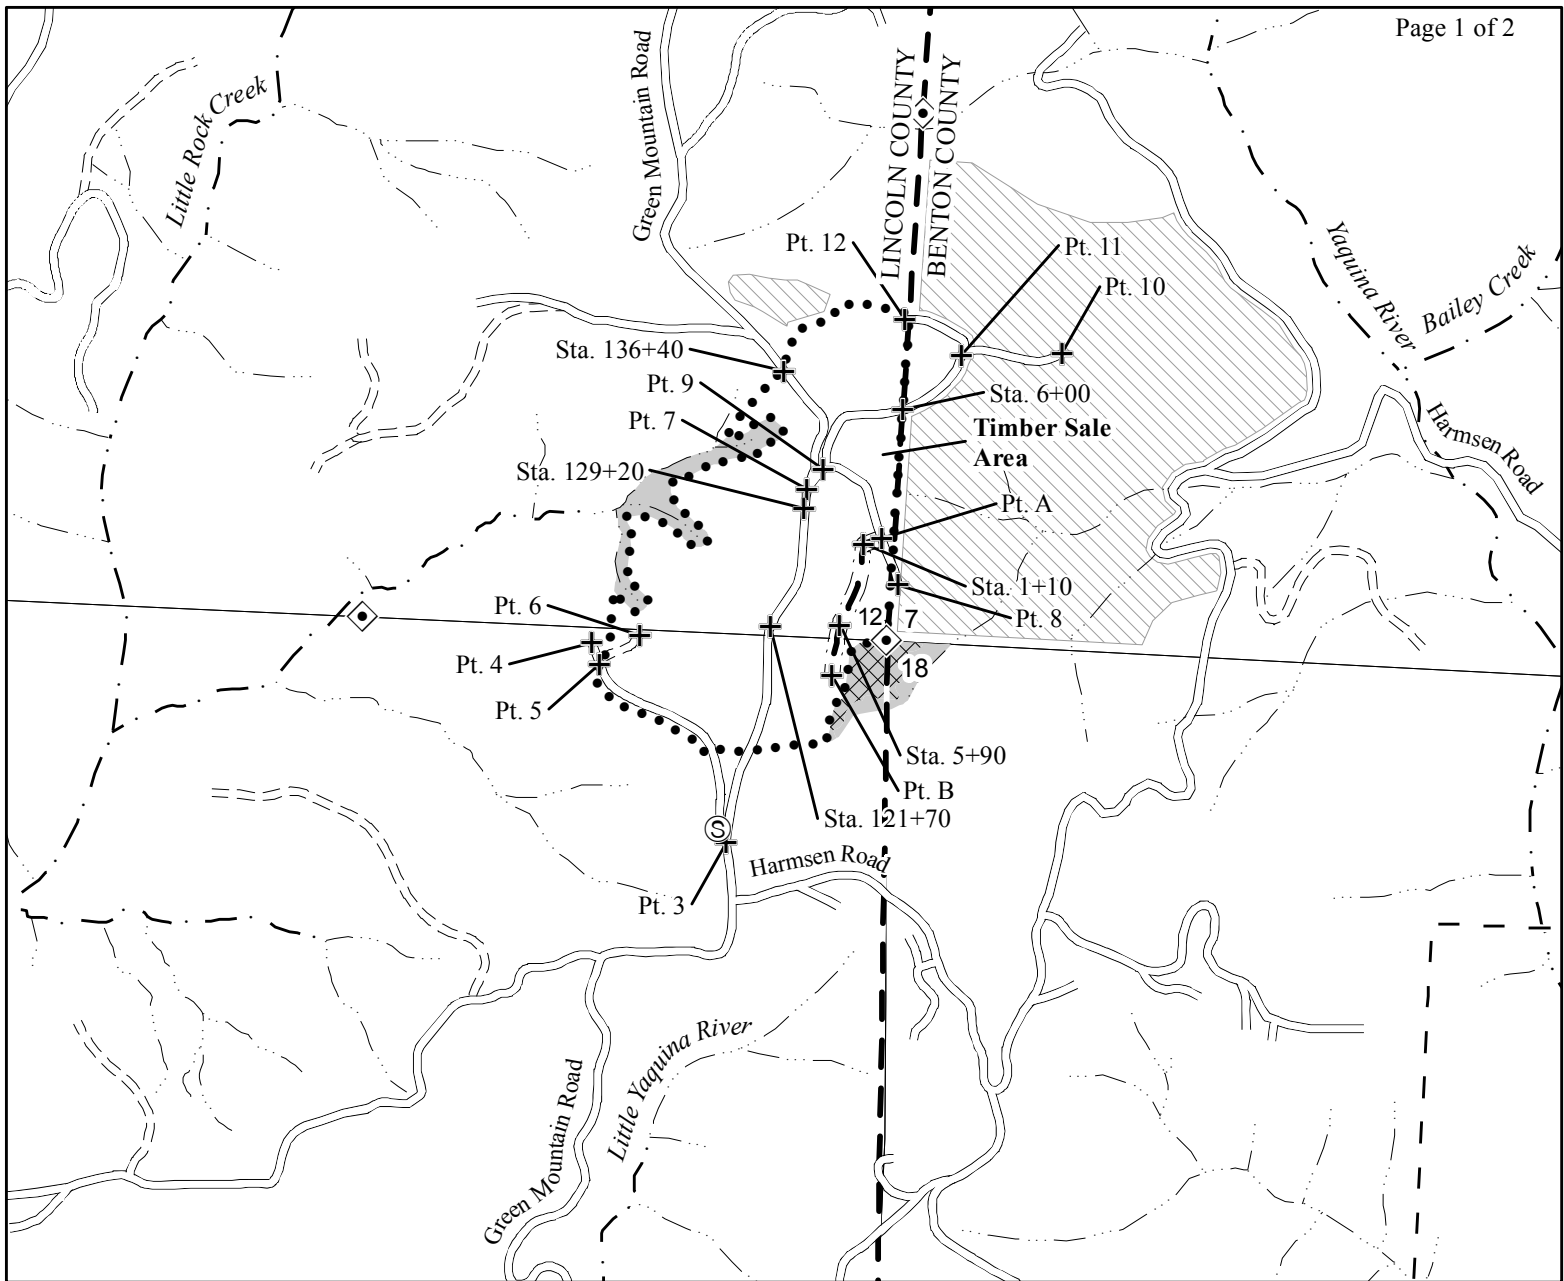 Page 1 of 2
Green Mountain Road
LINCOLN COUNTY
BENTON COUNTY
Little Rock Creek
Pt. 12
Pt. 11
Pt. 10
Yaquina River
Bailey Creek
Sta. 136+40
Pt. 9
Sta. 6+00
Pt. 7
Timber Sale
Area
Harmsen Road
Sta. 129+20
Pt. A
Sta. 1+10
Pt. 6
12
7
Pt. 8
Pt. 4
18
Pt. 5
Sta. 5+90
Pt. B
Sta. 121+70
S
Harmsen Road
Pt. 3
Little Yaquina River
Green Mountain Road